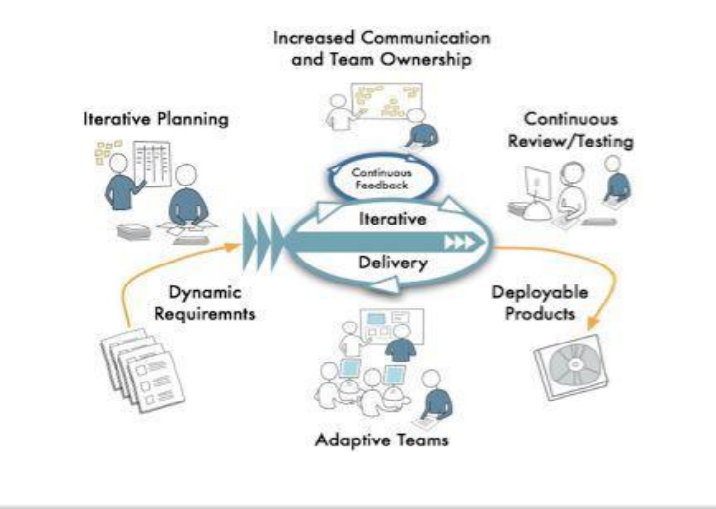 Increased Communication
and Team Ownership
Iterative Planning
Continuous
Review/Testing
Continuous
Feedback
Iterative
Delivery
Dynamic
Requiremnts
Deployable
Products
Adaptive Teams